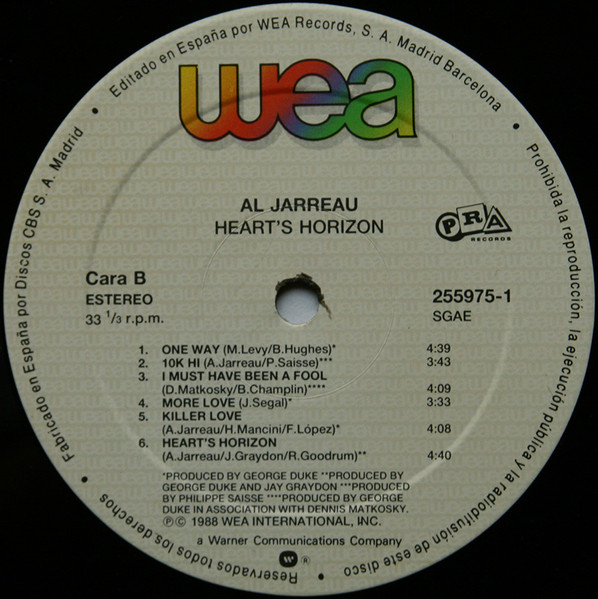 Editado en España por WEA Records, S. A. Madrid Barcelona
wea
AL JARREAU
HEART'S HORIZON
PRA
RECORDS
Cara B
ESTEREO
33 1/3 r.p.m.
255975-1
SGAE
1. ONE WAY (M.Levy/B.Hughes)* 4:39
2. 10K HI (A.Jarreau/P.Saisse)*** 3:43
3. I MUST HAVE BEEN A FOOL
(D.Matkosky/B.Champlin)**** 4:09
4. MORE LOVE (J.Segal)* 3:33
5. KILLER LOVE
(A.Jarreau/H.Mancini/F.López)* 4:08
6. HEART'S HORIZON
(A.Jarreau/J.Graydon/R.Goodrum)** 4:40
*PRODUCED BY GEORGE DUKE **PRODUCED BY
GEORGE DUKE AND JAY GRAYDON ***PRODUCED
BY PHILIPPE SAISSE ****PRODUCED BY GEORGE
DUKE IN ASSOCIATION WITH DENNIS MATKOSKY.
℗© 1988 WEA INTERNATIONAL, INC.
a Warner Communications Company
®
Prohibida la reproducción, la ejecución pública y la radiodifusión de este disco
Reservados todos los derechos
Fabricado en España por Discos CBS S. A. Madrid